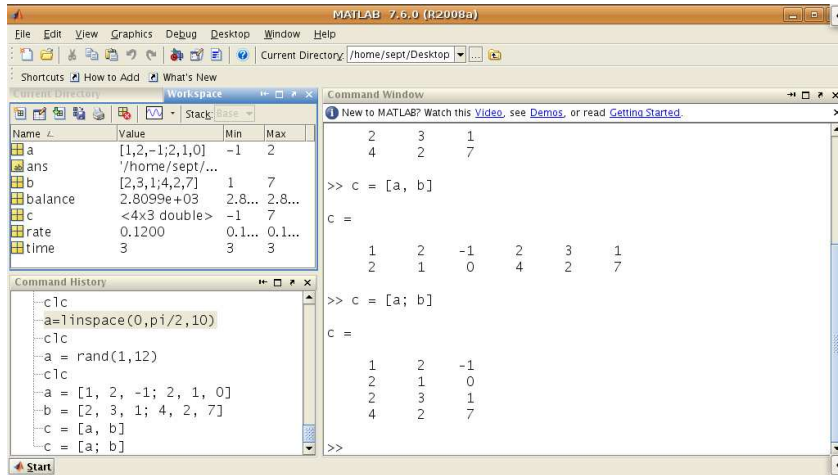 MATLAB 7.6.0 (R2008a)
File Edit View Graphics Debug Desktop Window Help
Current Directory: /home/sept/Desktop ...
Shortcuts How to Add What's New
Current Directory Workspace
Stack: Base
Name Value Min Max
a [1,2,-1;2,1,0] -1 2
ans '/home/sept/...
b [2,3,1;4,2,7] 1 7
balance 2.8099e+03 2.8... 2.8...
c <4x3 double> -1 7
rate 0.1200 0.1... 0.1...
time 3 3 3
Command History
clc
a=linspace(0,pi/2,10)
clc
a = rand(1,12)
clc
a = [1, 2, -1; 2, 1, 0]
b = [2, 3, 1; 4, 2, 7]
c = [a, b]
c = [a; b]
Command Window
New to MATLAB? Watch this Video, see Demos, or read Getting Started.
2 3 1
4 2 7
>> c = [a, b]
c =
1 2 -1 2 3 1
2 1 0 4 2 7
>> c = [a; b]
c =
1 2 -1
2 1 0
2 3 1
4 2 7
>>
Start